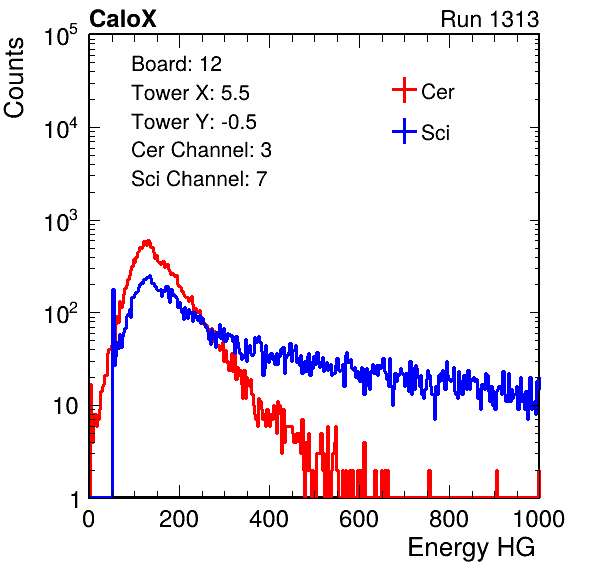 CaloX Run 1313
Counts
Board: 12
Tower X: 5.5
Tower Y: -0.5
Cer Channel: 3
Sci Channel: 7
Cer
Sci
10^5
10^4
10^3
10^2
10
1
0 200 400 600 800 1000
Energy HG